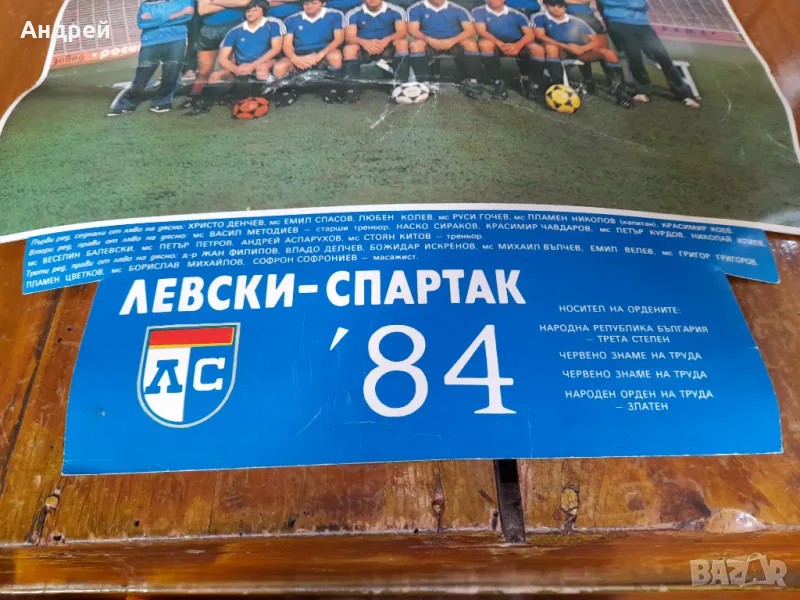 Андрей
Първи ред, седнали от ляво на дясно: ХРИСТО ДЕНЧЕВ, мс ЕМИЛ СПАСОВ, ЛЮБЕН КОЛЕВ, мс РУСИ ГОЧЕВ, мс ПЛАМЕН НИКОЛОВ (капитан), КРАСИМИР КОЕВ.
Втори ред, прави от ляво на дясно: мс ВАСИЛ МЕТОДИЕВ – старши треньор, НАСКО СИРАКОВ, КРАСИМИР ЧАВДАРОВ, мс ПЕТЪР КУРДОВ, НИКОЛАЙ ИЛИЕВ,
мс ВЕСЕЛИН БАЛЕВСКИ, мс ПЕТЪР ПЕТРОВ, АНДРЕЙ АСПАРУХОВ, мс СТОЯН КИТОВ – треньор.
Трети ред, прави от ляво на дясно: д-р ЖАН ФИЛИПОВ, ВЛАДО ДЕЛЧЕВ, БОЖИДАР ИСКРЕНОВ, мс МИХАИЛ ВЪЛЧЕВ, ЕМИЛ ВЕЛЕВ, мс ГРИГОР ГРИГОРОВ,
ПЛАМЕН ЦВЕТКОВ, мс БОРИСЛАВ МИХАЙЛОВ, СОФРОН СОФРОНИЕВ – масажист.
ЛЕВСКИ–СПАРТАК
ЛС
'84
НОСИТЕЛ НА ОРДЕНИТЕ:
НАРОДНА РЕПУБЛИКА БЪЛГАРИЯ
– ТРЕТА СТЕПЕН
ЧЕРВЕНО ЗНАМЕ НА ТРУДА
ЧЕРВЕНО ЗНАМЕ НА ТРУДА
НАРОДЕН ОРДЕН НА ТРУДА
– ЗЛАТЕН
BAZAR